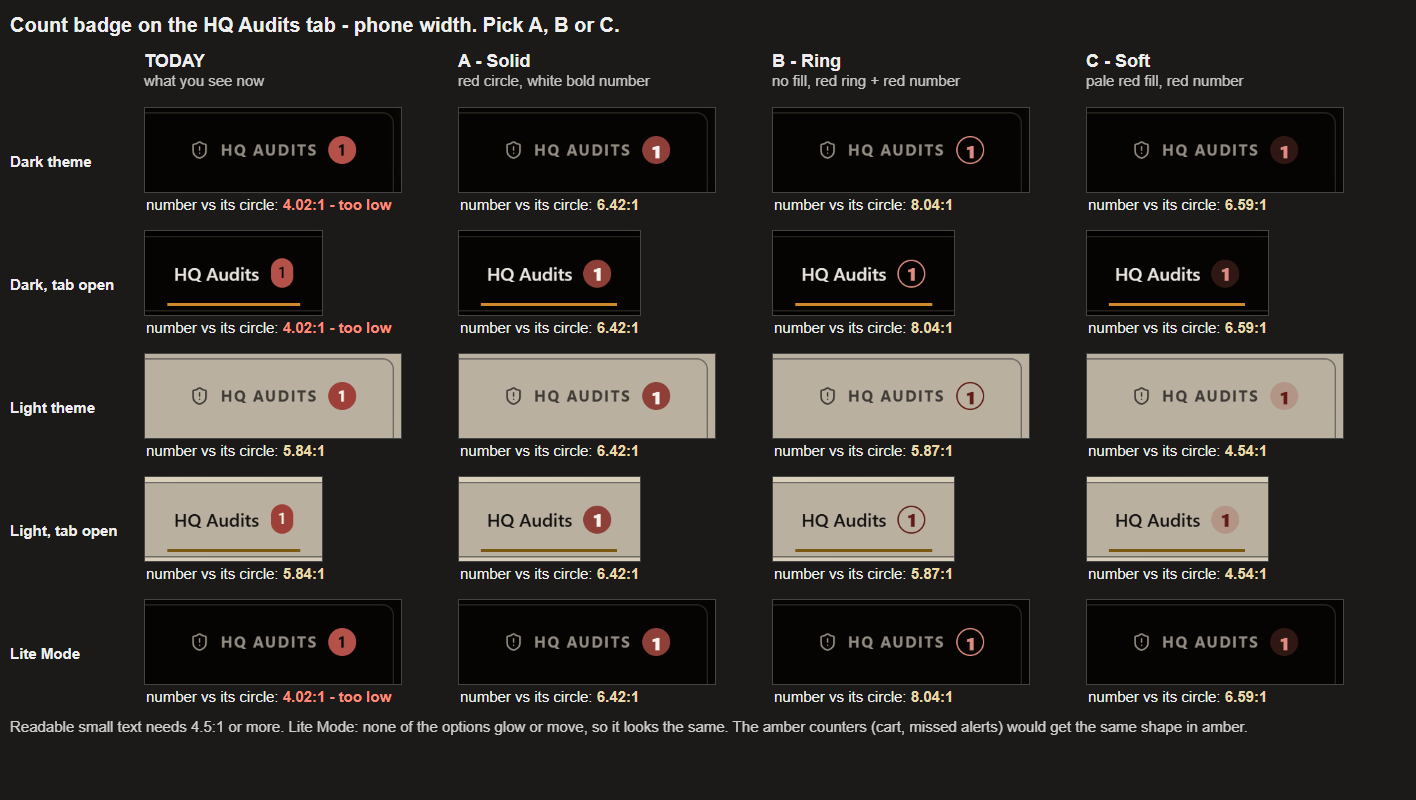 Count badge on the HQ Audits tab - phone width. Pick A, B or C.
TODAY
what you see now
A - Solid
red circle, white bold number
B - Ring
no fill, red ring + red number
C - Soft
pale red fill, red number
Dark theme
HQ AUDITS 1
HQ AUDITS 1
HQ AUDITS 1
HQ AUDITS 1
number vs its circle: 4.02:1 - too low
number vs its circle: 6.42:1
number vs its circle: 8.04:1
number vs its circle: 6.59:1
Dark, tab open
HQ Audits 1
HQ Audits 1
HQ Audits 1
HQ Audits 1
number vs its circle: 4.02:1 - too low
number vs its circle: 6.42:1
number vs its circle: 8.04:1
number vs its circle: 6.59:1
Light theme
HQ AUDITS 1
HQ AUDITS 1
HQ AUDITS 1
HQ AUDITS 1
number vs its circle: 5.84:1
number vs its circle: 6.42:1
number vs its circle: 5.87:1
number vs its circle: 4.54:1
Light, tab open
HQ Audits 1
HQ Audits 1
HQ Audits 1
HQ Audits 1
number vs its circle: 5.84:1
number vs its circle: 6.42:1
number vs its circle: 5.87:1
number vs its circle: 4.54:1
Lite Mode
HQ AUDITS 1
HQ AUDITS 1
HQ AUDITS 1
HQ AUDITS 1
number vs its circle: 4.02:1 - too low
number vs its circle: 6.42:1
number vs its circle: 8.04:1
number vs its circle: 6.59:1
Readable small text needs 4.5:1 or more. Lite Mode: none of the options glow or move, so it looks the same. The amber counters (cart, missed alerts) would get the same shape in amber.